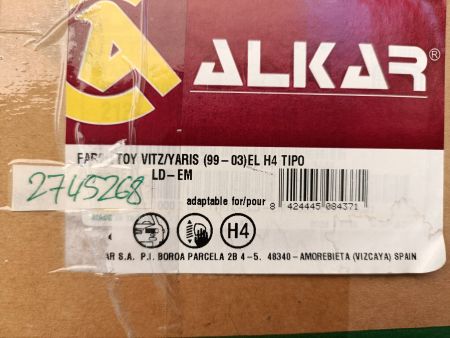 ALKAR®
TOY VITZ/YARIS (99-03)EL H4 TIPO
LD-EM
2745268
adaptable for/pour
8 424445 084371
H4
AR S.A. P.I. BOROA PARCELA 2B 4-5. 48340-AMOREBIETA (VIZCAYA) SPAIN